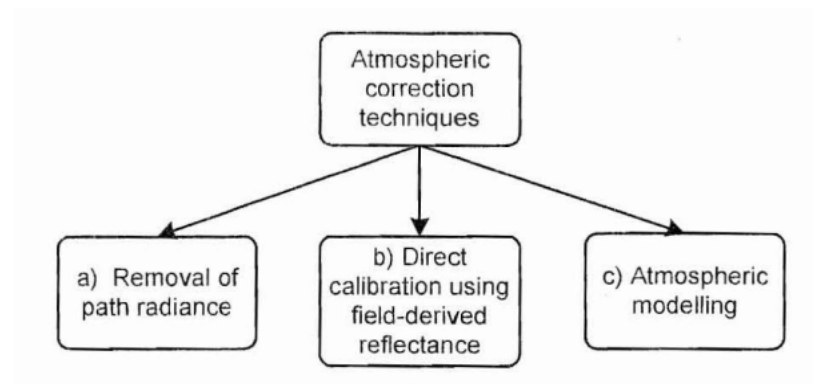 Atmospheric
correction
techniques
a) Removal of
path radiance
b) Direct
calibration using
field-derived
reflectance
c) Atmospheric
modelling